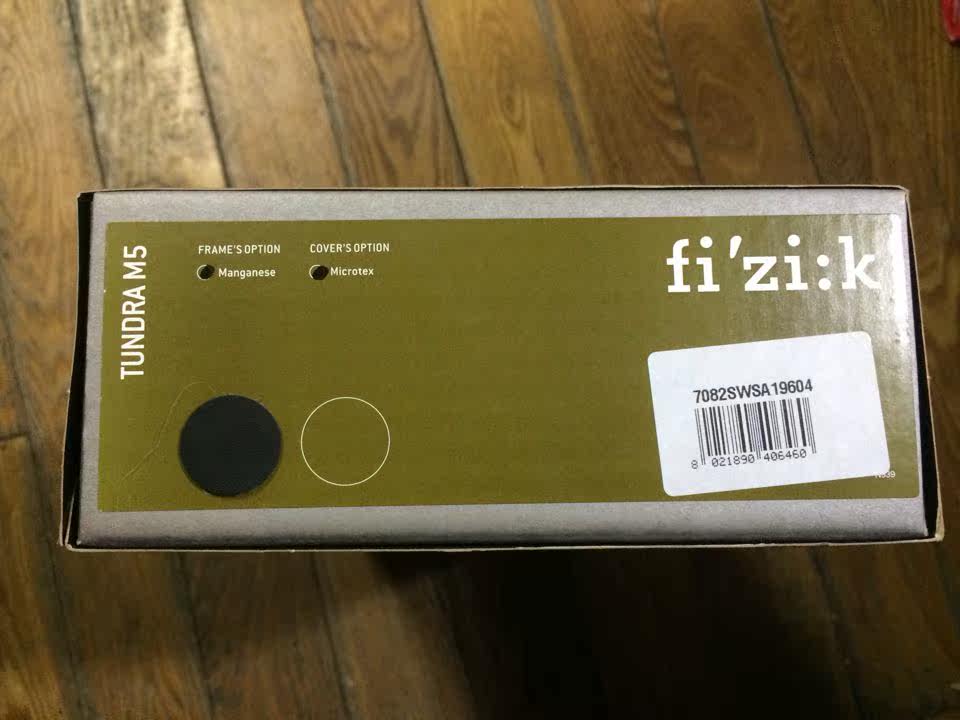 TUNDRA M5
FRAME'S OPTION
Manganese
COVER'S OPTION
Microtex
fi'zi:k
7082SWSA19604
8 021890 406460